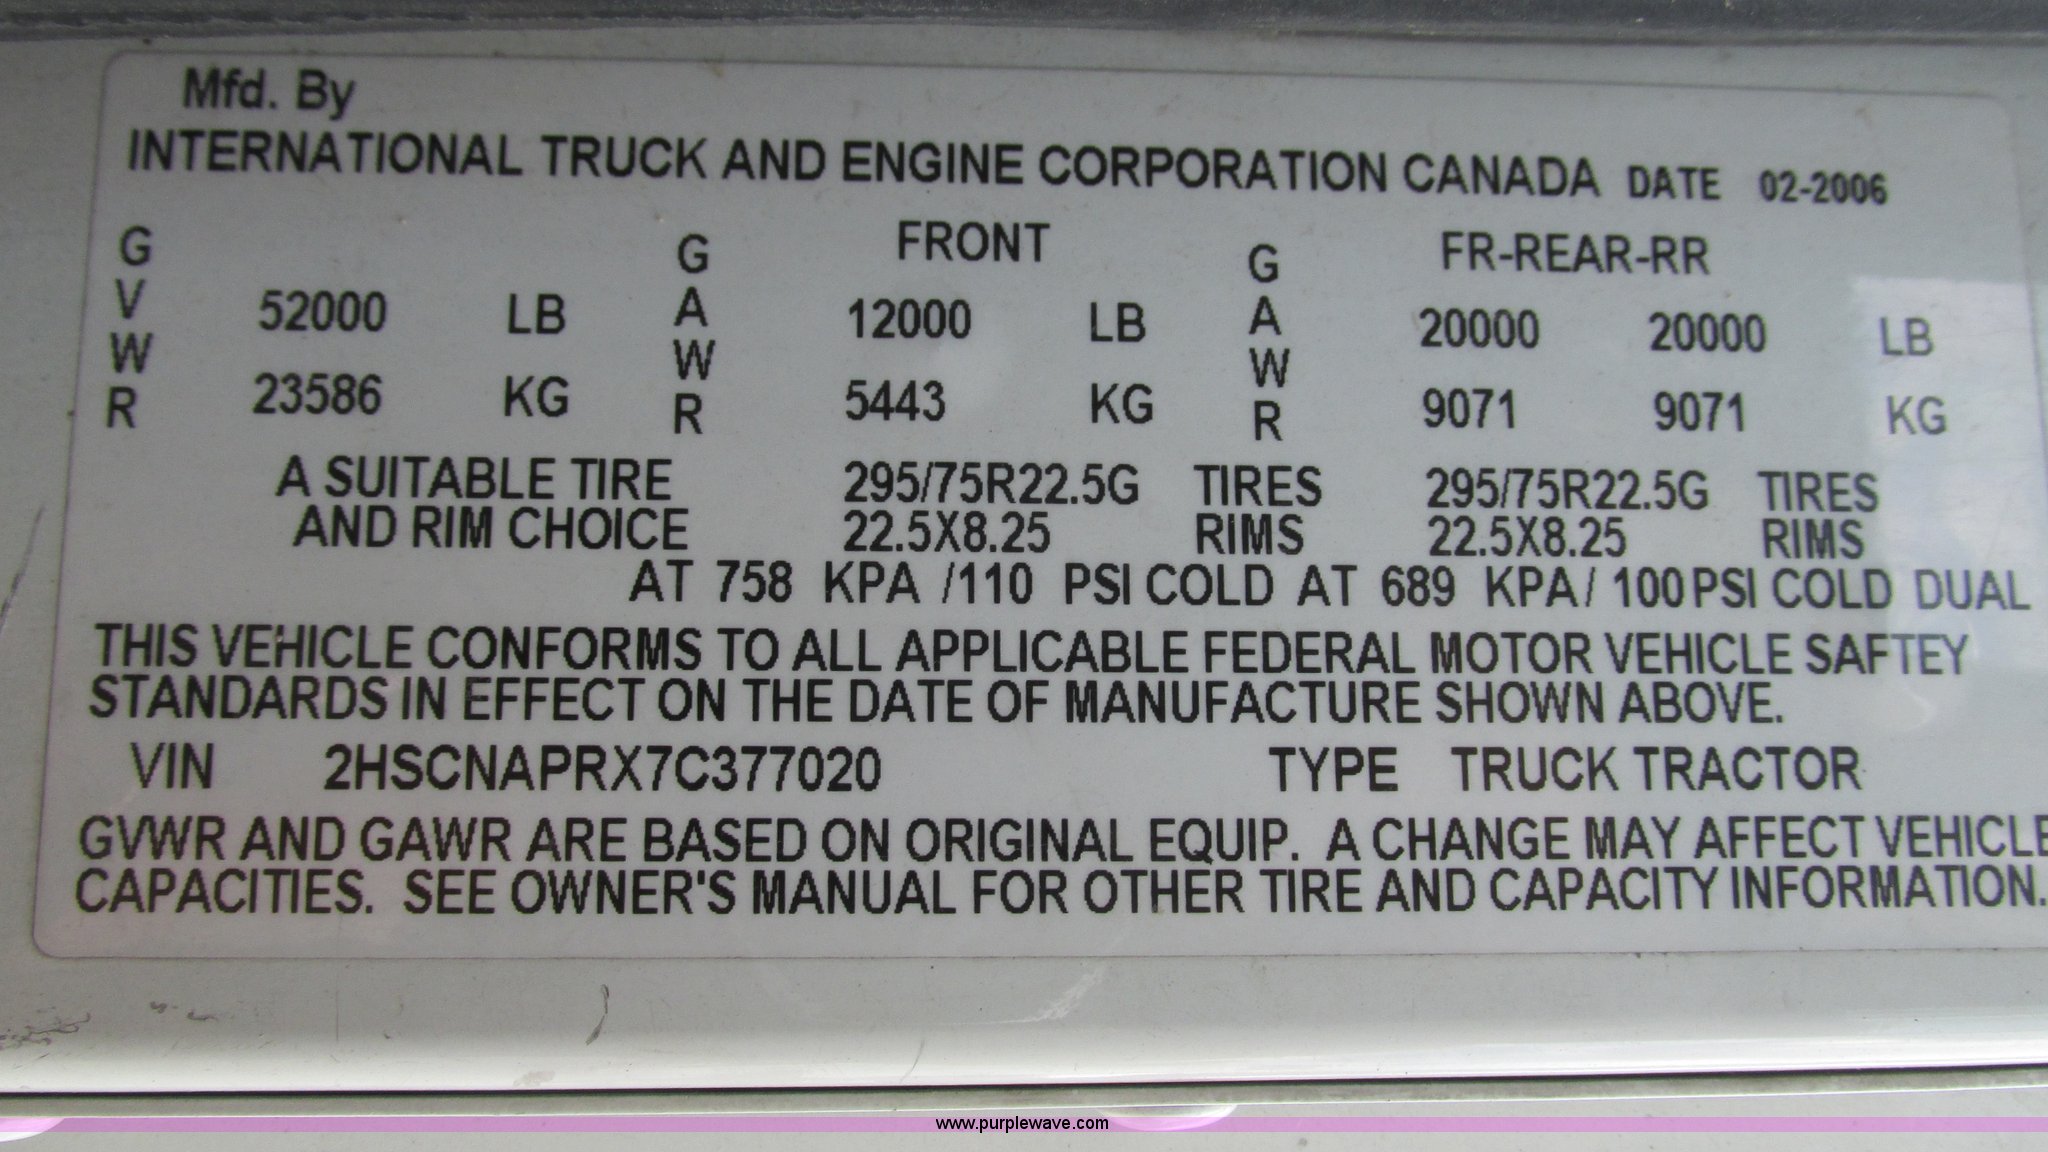 Mfd. By
INTERNATIONAL TRUCK AND ENGINE CORPORATION CANADA DATE 02-2006
GVWR 52000 LB GAWR FRONT 12000 LB GAWR FR-REAR-RR 20000 20000 LB
23586 KG 5443 KG 9071 9071 KG
A SUITABLE TIRE 295/75R22.5G TIRES 295/75R22.5G TIRES
AND RIM CHOICE 22.5X8.25 RIMS 22.5X8.25 RIMS
AT 758 KPA /110 PSI COLD AT 689 KPA/ 100 PSI COLD DUAL
THIS VEHICLE CONFORMS TO ALL APPLICABLE FEDERAL MOTOR VEHICLE SAFTEY
STANDARDS IN EFFECT ON THE DATE OF MANUFACTURE SHOWN ABOVE.
VIN 2HSCNAPRX7C377020 TYPE TRUCK TRACTOR
GVWR AND GAWR ARE BASED ON ORIGINAL EQUIP. A CHANGE MAY AFFECT VEHICLE
CAPACITIES. SEE OWNER'S MANUAL FOR OTHER TIRE AND CAPACITY INFORMATION.
www.purplewave.com